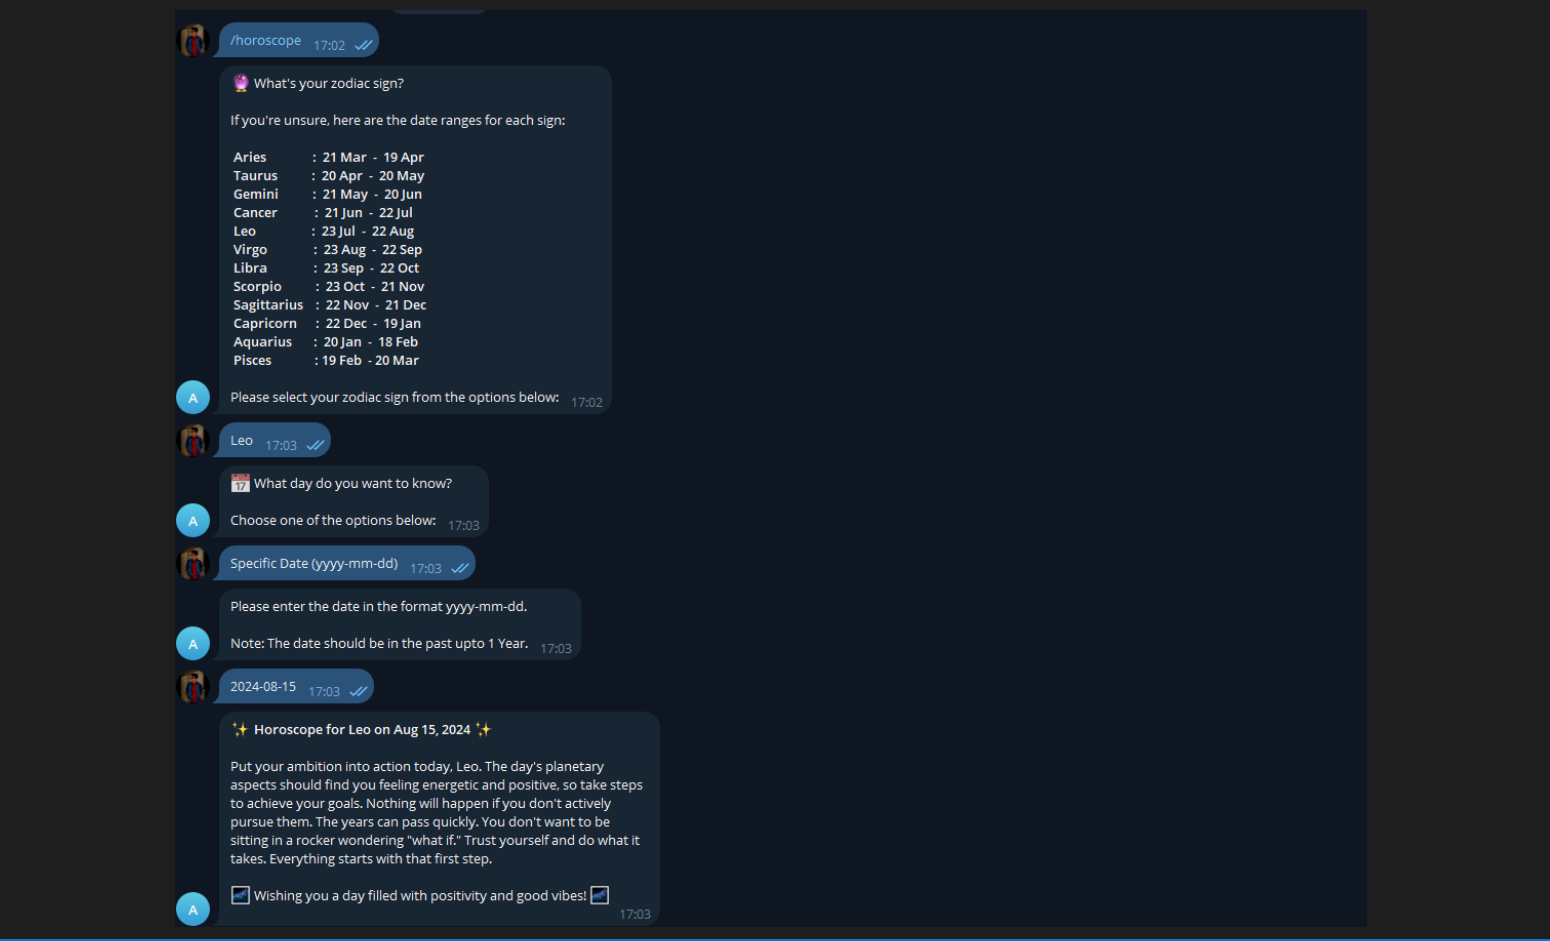 /horoscope 17:02
🔮 What's your zodiac sign?
If you're unsure, here are the date ranges for each sign:
Aries : 21 Mar - 19 Apr
Taurus : 20 Apr - 20 May
Gemini : 21 May - 20 Jun
Cancer : 21 Jun - 22 Jul
Leo : 23 Jul - 22 Aug
Virgo : 23 Aug - 22 Sep
Libra : 23 Sep - 22 Oct
Scorpio : 23 Oct - 21 Nov
Sagittarius : 22 Nov - 21 Dec
Capricorn : 22 Dec - 19 Jan
Aquarius : 20 Jan - 18 Feb
Pisces : 19 Feb - 20 Mar
A Please select your zodiac sign from the options below: 17:02
Leo 17:03
📅 What day do you want to know?
A Choose one of the options below: 17:03
Specific Date (yyyy-mm-dd) 17:03
Please enter the date in the format yyyy-mm-dd.
A Note: The date should be in the past upto 1 Year. 17:03
2024-08-15 17:03
✨ Horoscope for Leo on Aug 15, 2024 ✨
Put your ambition into action today, Leo. The day's planetary
aspects should find you feeling energetic and positive, so take steps
to achieve your goals. Nothing will happen if you don't actively
pursue them. The years can pass quickly. You don't want to be
sitting in a rocker wondering "what if." Trust yourself and do what it
takes. Everything starts with that first step.
🌌 Wishing you a day filled with positivity and good vibes! 🌌
A 17:03